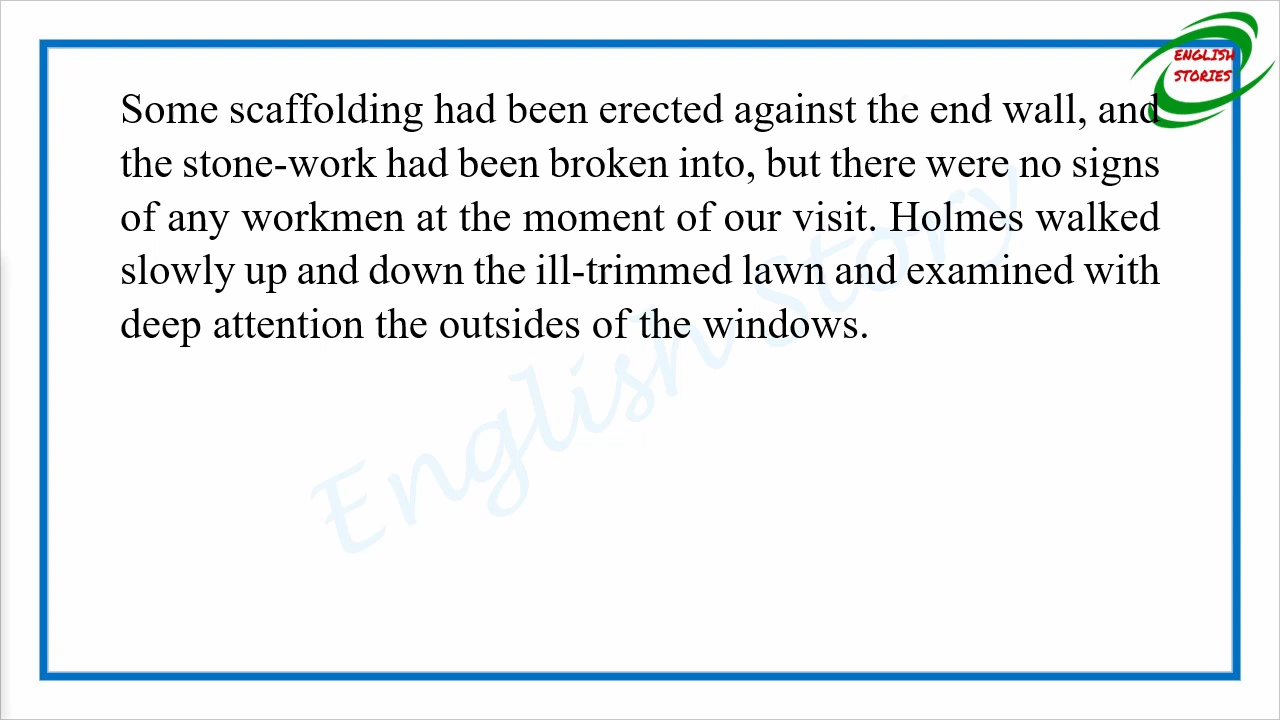 ENGLISH
STORIES
Some scaffolding had been erected against the end wall, and
the stone-work had been broken into, but there were no signs
of any workmen at the moment of our visit. Holmes walked
slowly up and down the ill-trimmed lawn and examined with
deep attention the outsides of the windows.
English Story